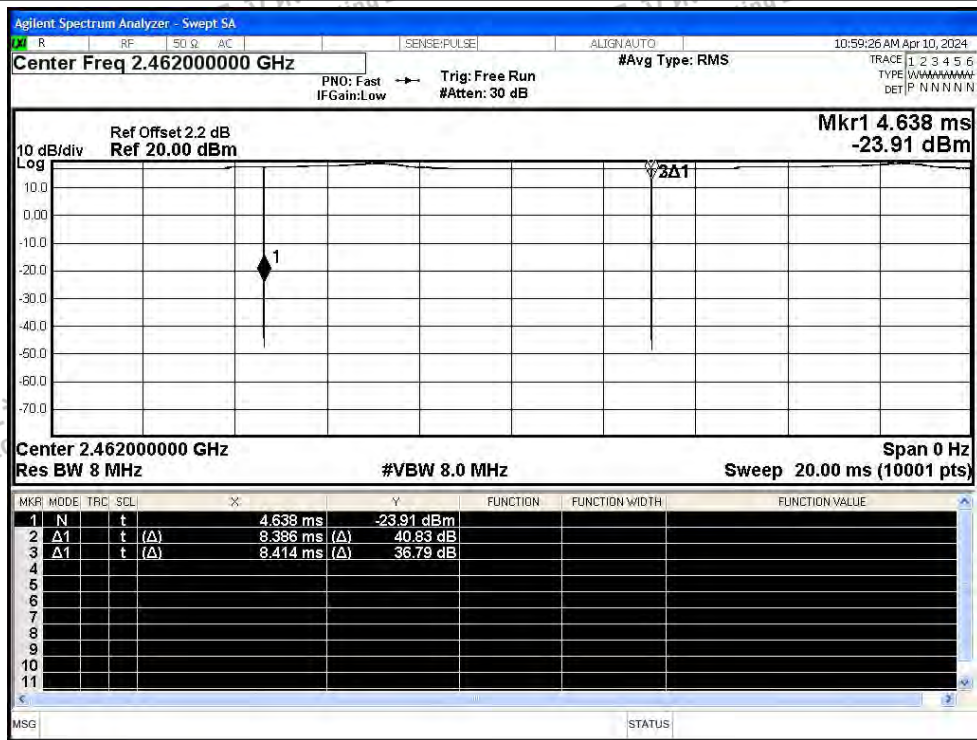 Agilent Spectrum Analyzer - Swept SA
R RF 50 Ω AC SENSE:PULSE ALIGN AUTO 10:59:26 AM Apr 10, 2024
Center Freq 2.462000000 GHz
#Avg Type: RMS
TRACE 1 2 3 4 5 6
PNO: Fast Trig: Free Run
TYPE
IFGain:Low #Atten: 30 dB
DET P N N N N N
Mkr1 4.638 ms
Ref Offset 2.2 dB
10 dB/div Ref 20.00 dBm
-23.91 dBm
Log
3Δ1
10.0
0.00
-10.0
1
-20.0
-30.0
-40.0
-50.0
-60.0
-70.0
Center 2.462000000 GHz Span 0 Hz
Res BW 8 MHz #VBW 8.0 MHz Sweep 20.00 ms (10001 pts)
MKR MODE TRC SCL X Y FUNCTION FUNCTION WIDTH FUNCTION VALUE
1 N t 4.638 ms -23.91 dBm
2 Δ1 t (Δ) 8.386 ms (Δ) 40.83 dB
3 Δ1 t (Δ) 8.414 ms (Δ) 36.79 dB
4
5
6
7
8
9
10
11
MSG STATUS